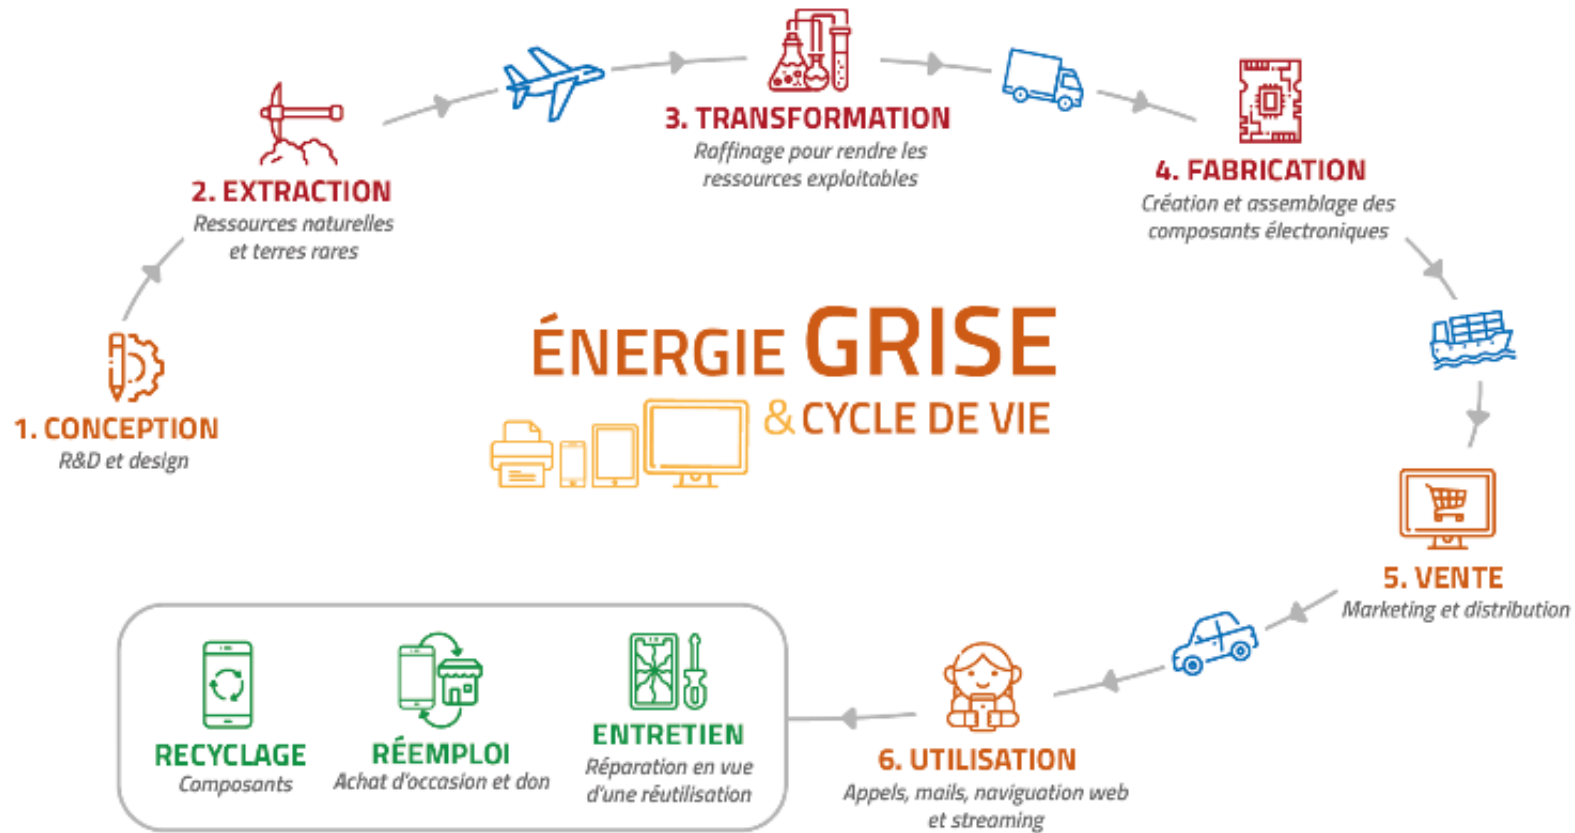 3. TRANSFORMATION
Raffinage pour rendre les
ressources exploitables
4. FABRICATION
Création et assemblage des
composants électroniques
2. EXTRACTION
Ressources naturelles
et terres rares
ÉNERGIE GRISE
& CYCLE DE VIE
1. CONCEPTION
R&D et design
5. VENTE
Marketing et distribution
6. UTILISATION
Appels, mails, naviguation web
et streaming
ENTRETIEN
Réparation en vue
d'une réutilisation
RÉEMPLOI
Achat d'occasion et don
RECYCLAGE
Composants